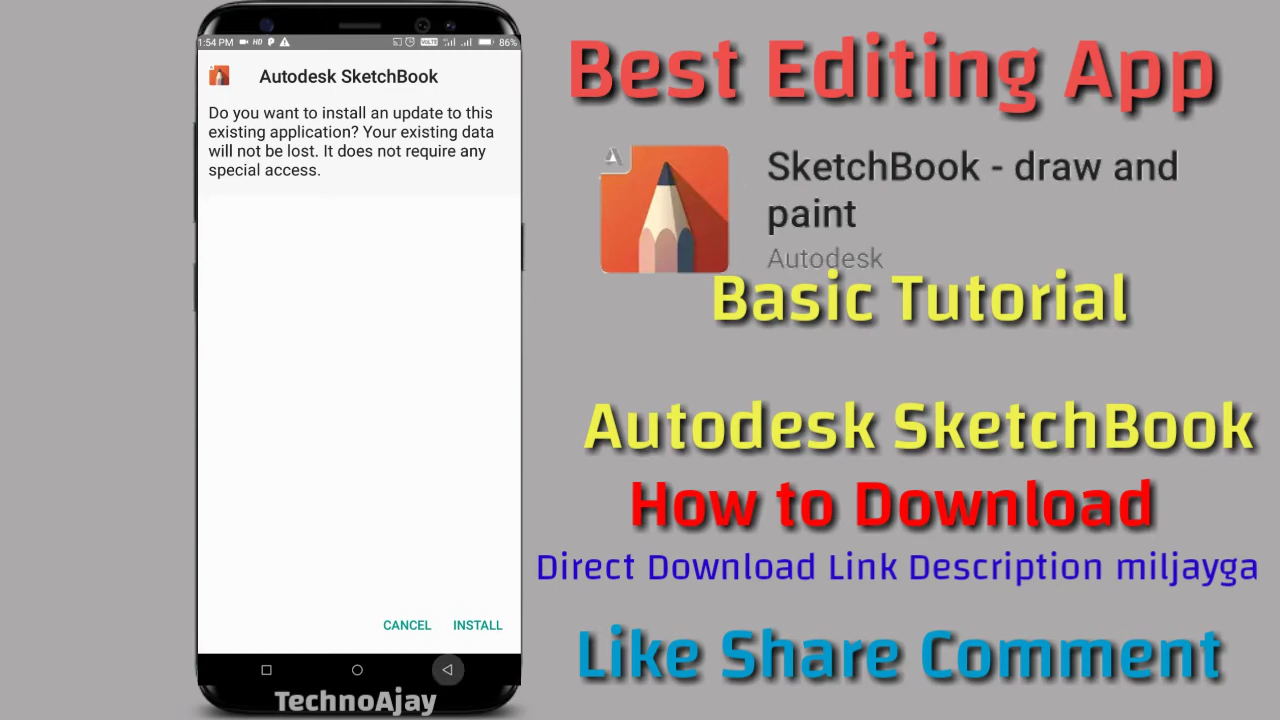 1:54 PM HD 86%
Autodesk SketchBook
Do you want to install an update to this
existing application? Your existing data
will not be lost. It does not require any
special access.
CANCEL INSTALL
TechnoAjay
Best Editing App
SketchBook - draw and
paint
Autodesk
Basic Tutorial
Autodesk SketchBook
How to Download
Direct Download Link Description miljayga
Like Share Comment